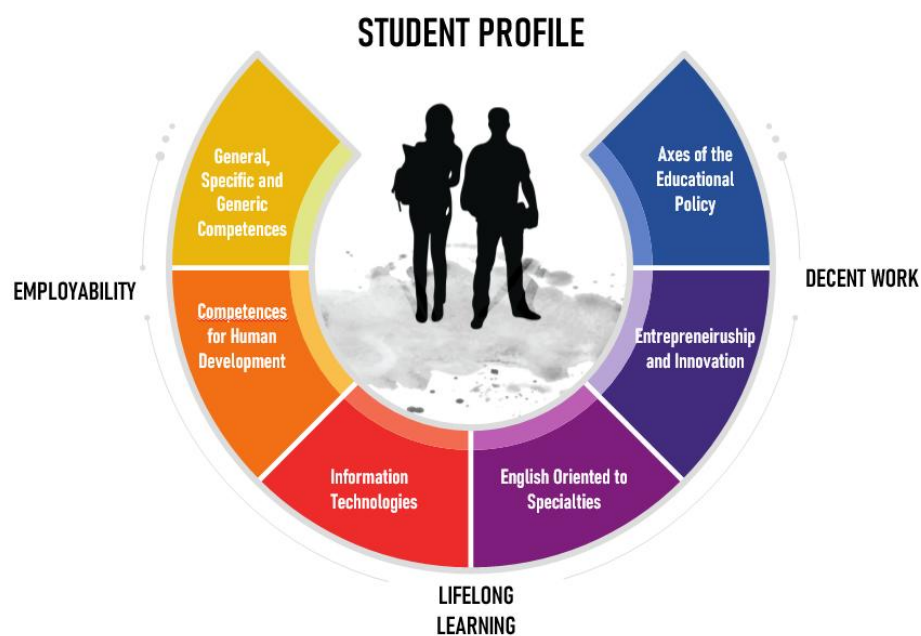 STUDENT PROFILE
General,
Specific and
Generic
Competences
Axes of the
Educational
Policy
EMPLOYABILITY
DECENT WORK
Competences
for Human
Development
Entrepreneiruship
and Innovation
Information
Technologies
English Oriented to
Specialties
LIFELONG
LEARNING